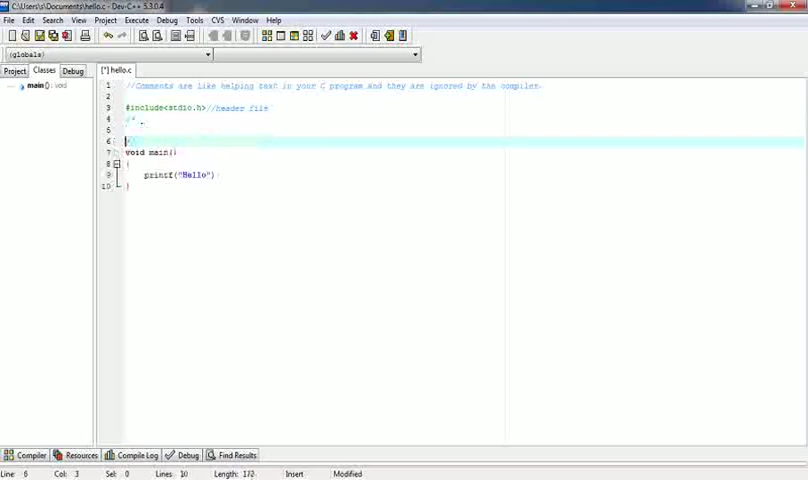 C:\Users\s\Documents\hello.c - Dev-C++ 5.3.0.4
File Edit Search View Project Execute Debug Tools CVS Window Help
(globals)
Project Classes Debug
[*] hello.c
main() : void
1 //Comments are like helping text in your C program and they are ignored by the compiler.
2
3 #include<stdio.h>//header file
4 /*
5
6 */
7 void main()
8 {
9 printf("Hello")
10 }
Compiler Resources Compile Log Debug Find Results
Line: 6 Col: 3 Sel: 0 Lines: 10 Length: 172 Insert Modified